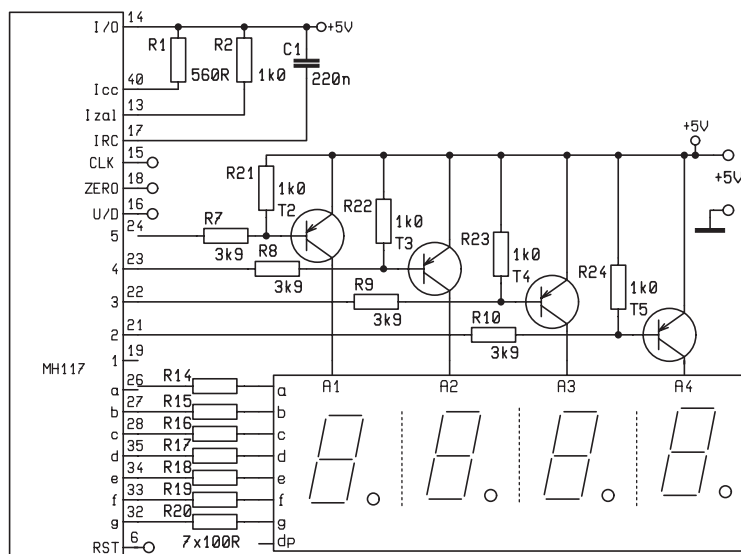 I/O 14 +5V
R1 R2 C1
560R 1k0 220n
Icc 40
Izal 13
IRC 17
CLK 15
ZERO 18
U/D 16
+5V
+5V
R21 1k0 T2
R22 1k0 T3
R23 1k0 T4
R24 1k0 T5
5 24 R7 3k9
4 23 R8 3k9
3 22 R9 3k9
2 21 R10 3k9
1 19
MH117
A1 A2 A3 A4
a 26 R14 a
b 27 R15 b
c 28 R16 c
d 35 R17 d
e 34 R18 e
f 33 R19 f
g 32 R20 g
RST 6 7x100R dp